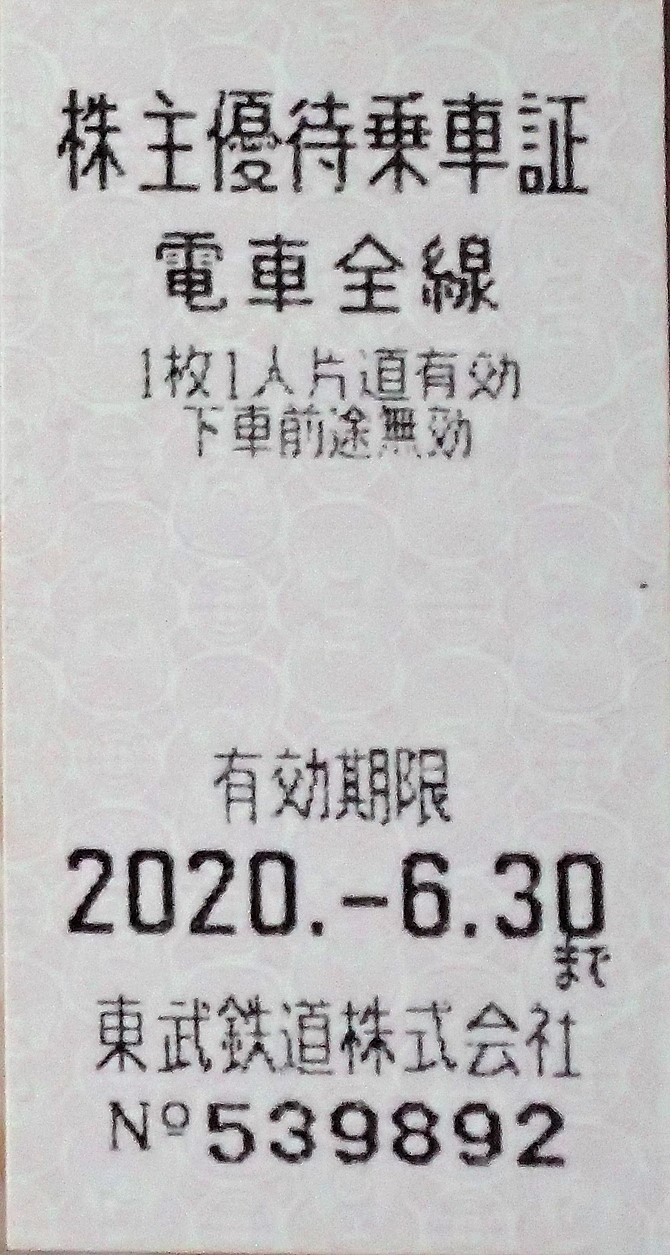 株主優待乗車証
電車全線
1枚1人片道有効
下車前途無効
有効期限
2020.-6.30
まで
東武鉄道株式会社
Nº539892